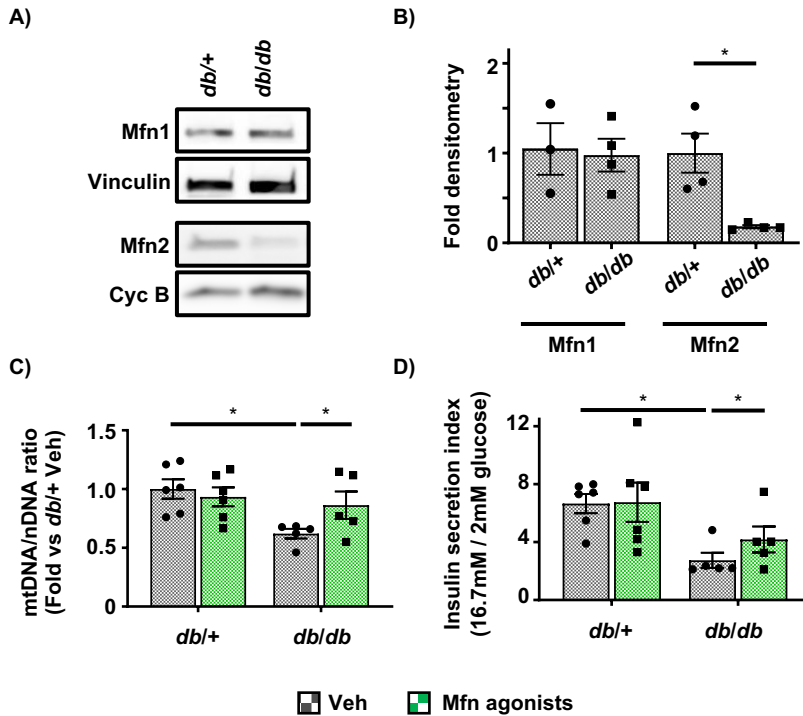 A)
db/+
db/db
Mfn1
Vinculin
Mfn2
Cyc B
B)
Fold densitometry
2
1
0
*
db/+
db/db
db/+
db/db
Mfn1
Mfn2
C)
mtDNA/nDNA ratio
(Fold vs db/+ Veh)
1.5
1.0
0.5
0
*
*
db/+
db/db
D)
Insulin secretion index
(16.7mM / 2mM glucose)
12
8
4
0
*
*
db/+
db/db
Veh
Mfn agonists